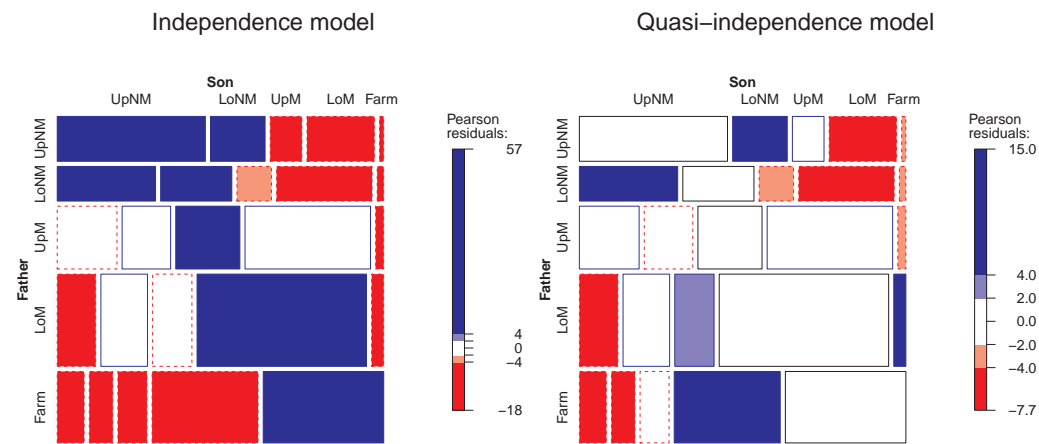 Independence model
Son
UpNM LoNM UpM LoM Farm
Father
UpNM
LoNM
UpM
LoM
Farm
Pearson
residuals:
57
4
0
−4
−18
Quasi−independence model
Son
UpNM LoNM UpM LoM Farm
Father
UpNM
LoNM
UpM
LoM
Farm
Pearson
residuals:
15.0
4.0
2.0
0.0
−2.0
−4.0
−7.7